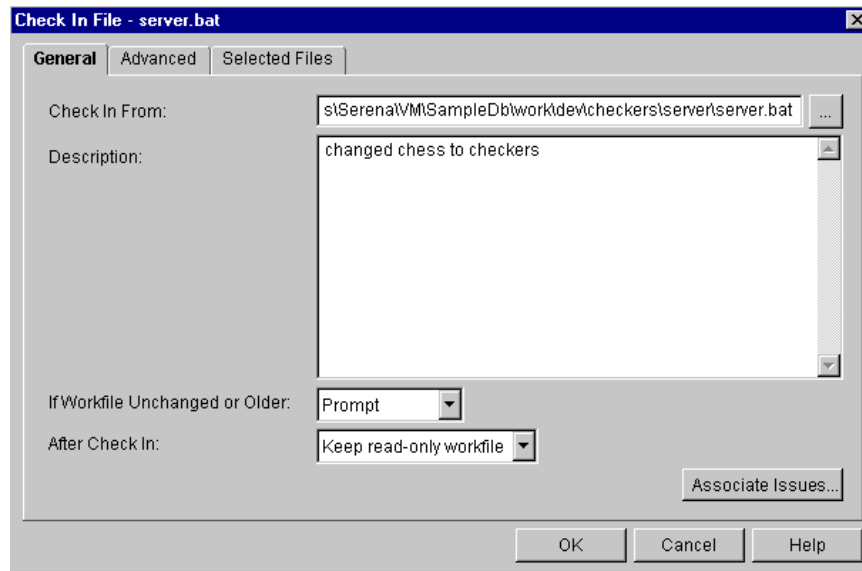 Check In File - server.bat
General Advanced Selected Files
Check In From: s\Serena\VM\SampleDb\work\dev\checkers\server\server.bat ...
Description: changed chess to checkers
If Workfile Unchanged or Older: Prompt
After Check In: Keep read-only workfile
Associate Issues...
OK Cancel Help